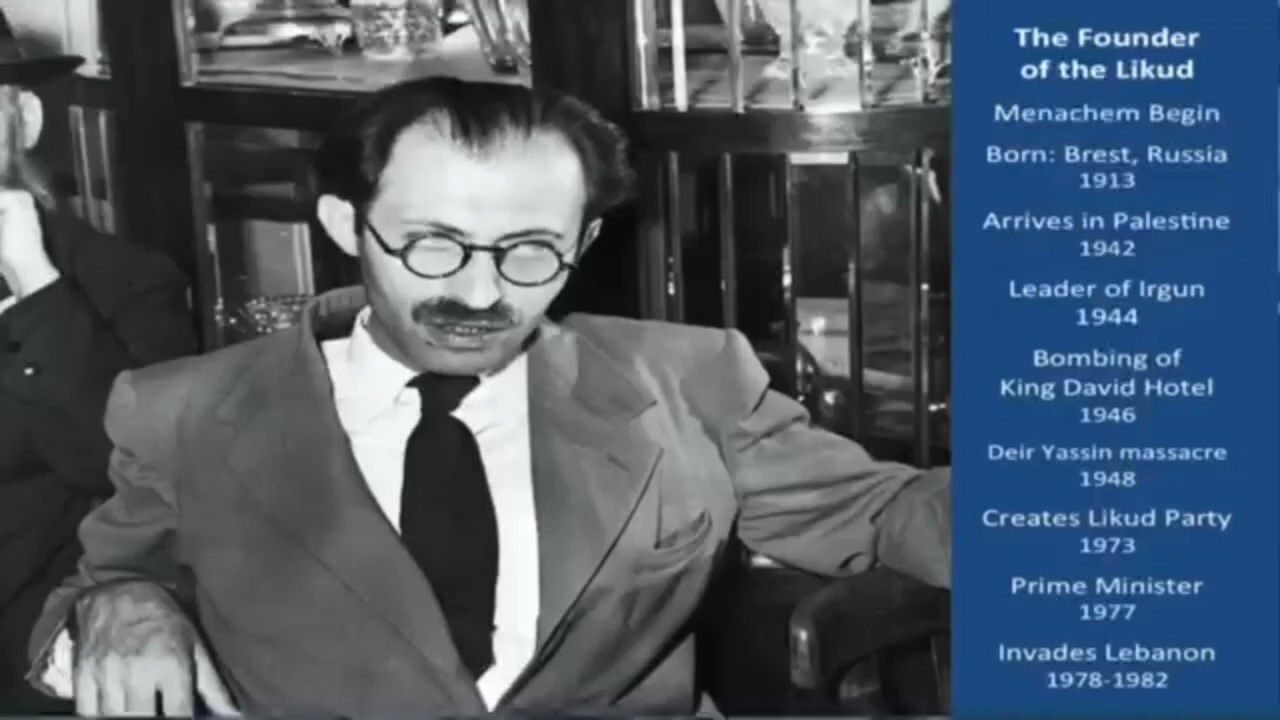 The Founder
of the Likud
Menachem Begin
Born: Brest, Russia
1913
Arrives in Palestine
1942
Leader of Irgun
1944
Bombing of
King David Hotel
1946
Deir Yassin massacre
1948
Creates Likud Party
1973
Prime Minister
1977
Invades Lebanon
1978-1982